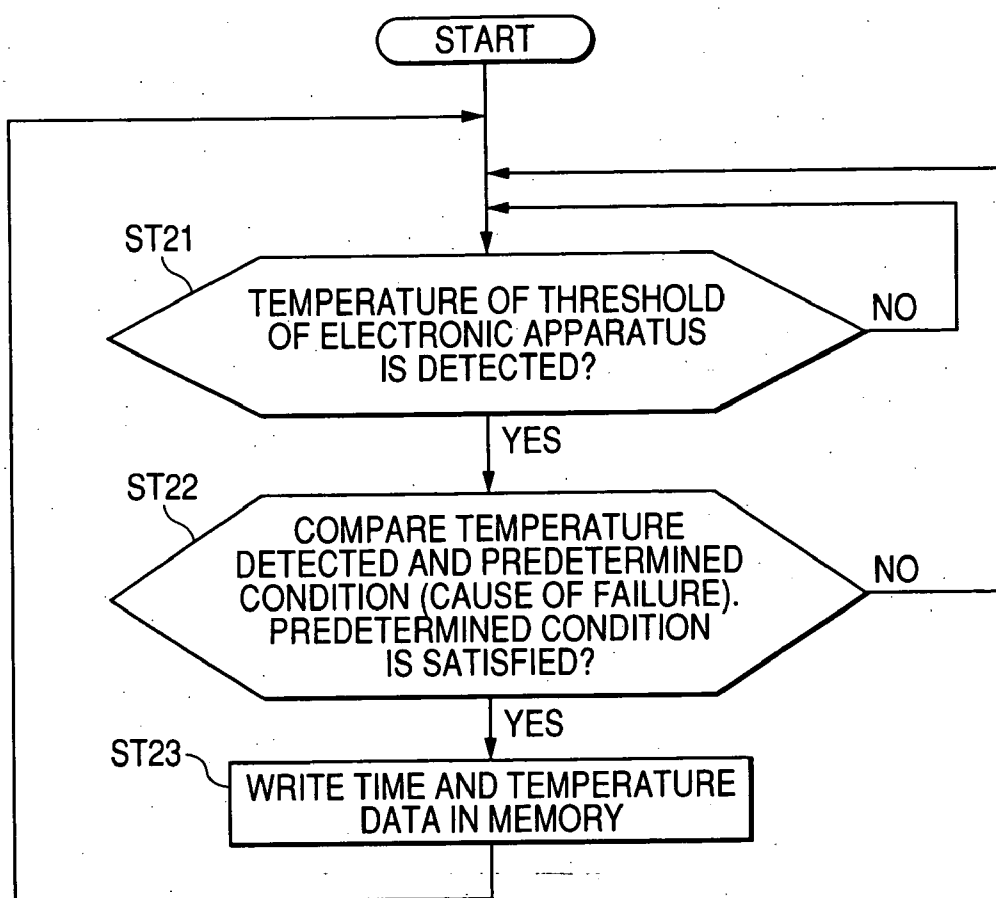 START
ST21
TEMPERATURE OF THRESHOLD
OF ELECTRONIC APPARATUS
IS DETECTED?
NO
YES
ST22
COMPARE TEMPERATURE
DETECTED AND PREDETERMINED
CONDITION (CAUSE OF FAILURE).
PREDETERMINED CONDITION
IS SATISFIED?
NO
YES
ST23
WRITE TIME AND TEMPERATURE
DATA IN MEMORY